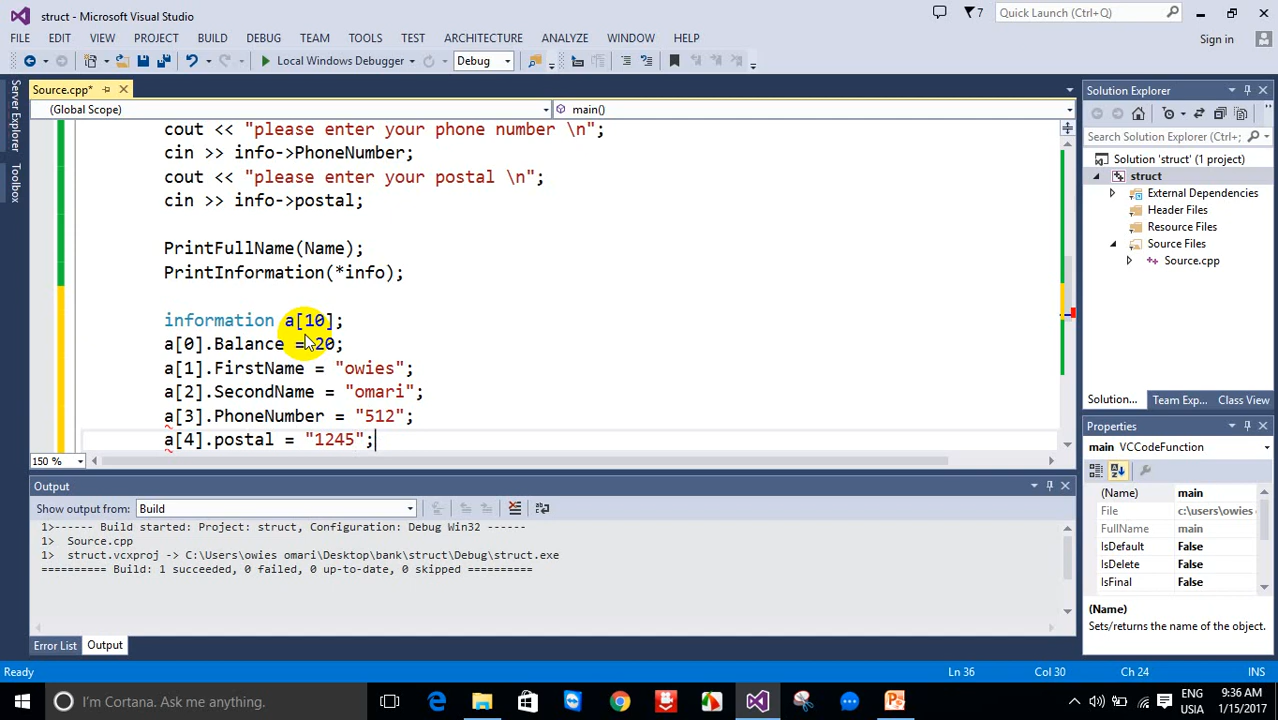 struct - Microsoft Visual Studio
7
Quick Launch (Ctrl+Q)
FILE EDIT VIEW PROJECT BUILD DEBUG TEAM TOOLS TEST ARCHITECTURE ANALYZE WINDOW HELP
Sign in
Local Windows Debugger
Debug
Server Explorer
Toolbox
Source.cpp*
(Global Scope)
main()
cout << "please enter your phone number \n";
cin >> info->PhoneNumber;
cout << "please enter your postal \n";
cin >> info->postal;
PrintFullName(Name);
PrintInformation(*info);
information a[10];
a[0].Balance = 20;
a[1].FirstName = "owies";
a[2].SecondName = "omari";
a[3].PhoneNumber = "512";
a[4].postal = "1245";
150 %
Output
Show output from: Build
1>------ Build started: Project: struct, Configuration: Debug Win32 ------
1> Source.cpp
1> struct.vcxproj -> C:\Users\owies omari\Desktop\bank\struct\Debug\struct.exe
========== Build: 1 succeeded, 0 failed, 0 up-to-date, 0 skipped ==========
Error List Output
Solution Explorer
Search Solution Explorer (Ctrl+;
Solution 'struct' (1 project)
struct
External Dependencies
Header Files
Resource Files
Source Files
Source.cpp
Solution... Team Exp... Class View
Properties
main VCCodeFunction
(Name) main
File c:\users\owies
FullName main
IsDefault False
IsDelete False
IsFinal False
(Name)
Sets/returns the name of the object.
Ready
Ln 36
Col 30
Ch 24
INS
I'm Cortana. Ask me anything.
ENG
USIA
9:36 AM
1/15/2017